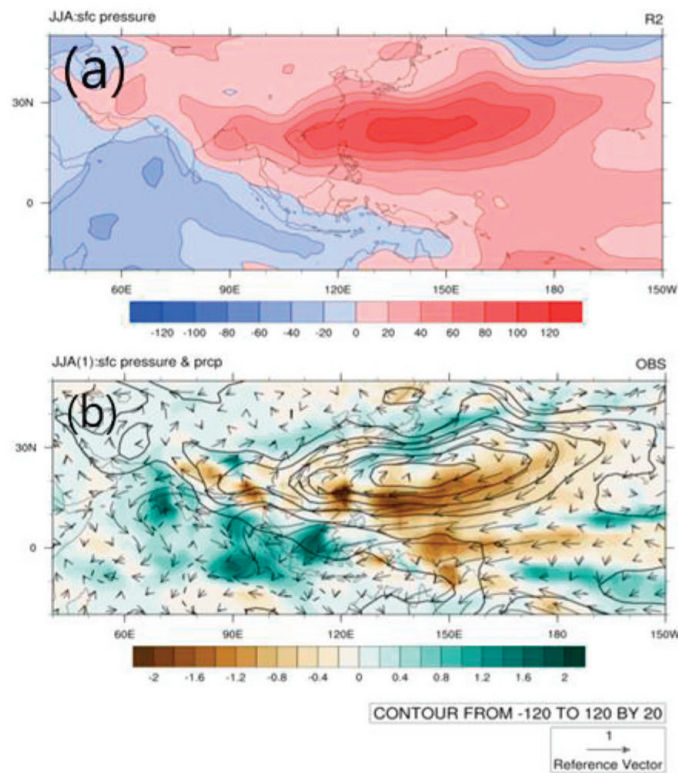 JJA:sfc pressure R2
(a)
30N
0
60E 90E 120E 150E 180 150W
-120 -100 -80 -60 -40 -20 0 20 40 60 80 100 120
JJA(1):sfc pressure & prcp OBS
(b)
30N
0
60E 90E 120E 150E 180 150W
-2 -1.6 -1.2 -0.8 -0.4 0 0.4 0.8 1.2 1.6 2
CONTOUR FROM -120 TO 120 BY 20
1
Reference Vector